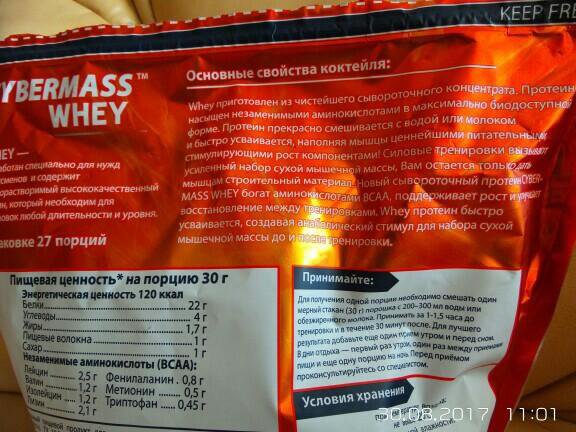 KEEP FRE
CYBERMASS™
WHEY
HEY —
работан специально для нужд
сменов и содержит
орастворимый высококачественный
ин, который необходим для
овок любой длительности и уровня.
аковке 27 порций
Основные свойства коктейля:
Whey приготовлен из чистейшего сывороточного концентрата. Протеин
насыщен незаменимыми аминокислотами в максимально биодоступной
форме. Протеин прекрасно смешивается с водой или молоком
и быстро усваивается, наполняя мышцы ценнейшими питательными
стимулирующими рост компонентами! Силовые тренировки вызывают
усиленный набор сухой мышечной массы, Вам остается только дать
мышцам строительный материал. Новый сывороточный протеин CYBER-
MASS WHEY богат аминокислотами BCAA, поддерживает рост и улучшает
восстановление между тренировками. Whey протеин быстро
усваивается, создавая анаболический стимул для набора сухой
мышечной массы до и после тренировки.
Пищевая ценность* на порцию 30 г
Энергетическая ценность 120 ккал
Белки 22 г
Углеводы 4 г
Жиры 1,7 г
Пищевые волокна 1 г
Сахар 1 г
Незаменимые аминокислоты (BCAA):
Лейцин 2,5 г Фенилаланин 0,8 г
Валин 1,2 г Метионин 0,5 г
Изолейцин 1,2 г Триптофан 0,45 г
Лизин 2,1 г
Принимайте:
Для получения одной порции необходимо смешать один
мерный стакан (30 г) порошка с 200–300 мл воды или
обезжиренного молока. Принимать за 1-1,5 часа до
тренировки и в течение 30 минут после. Для лучшего
результата добавьте еще один прием утром и перед сном.
В дни отдыха — первый раз утром, один раз между приемами
пищи и еще одну порцию на ночь. Перед приёмом
проконсультируйтесь со специалистом.
Условия хранения
30.08.2017 11:01